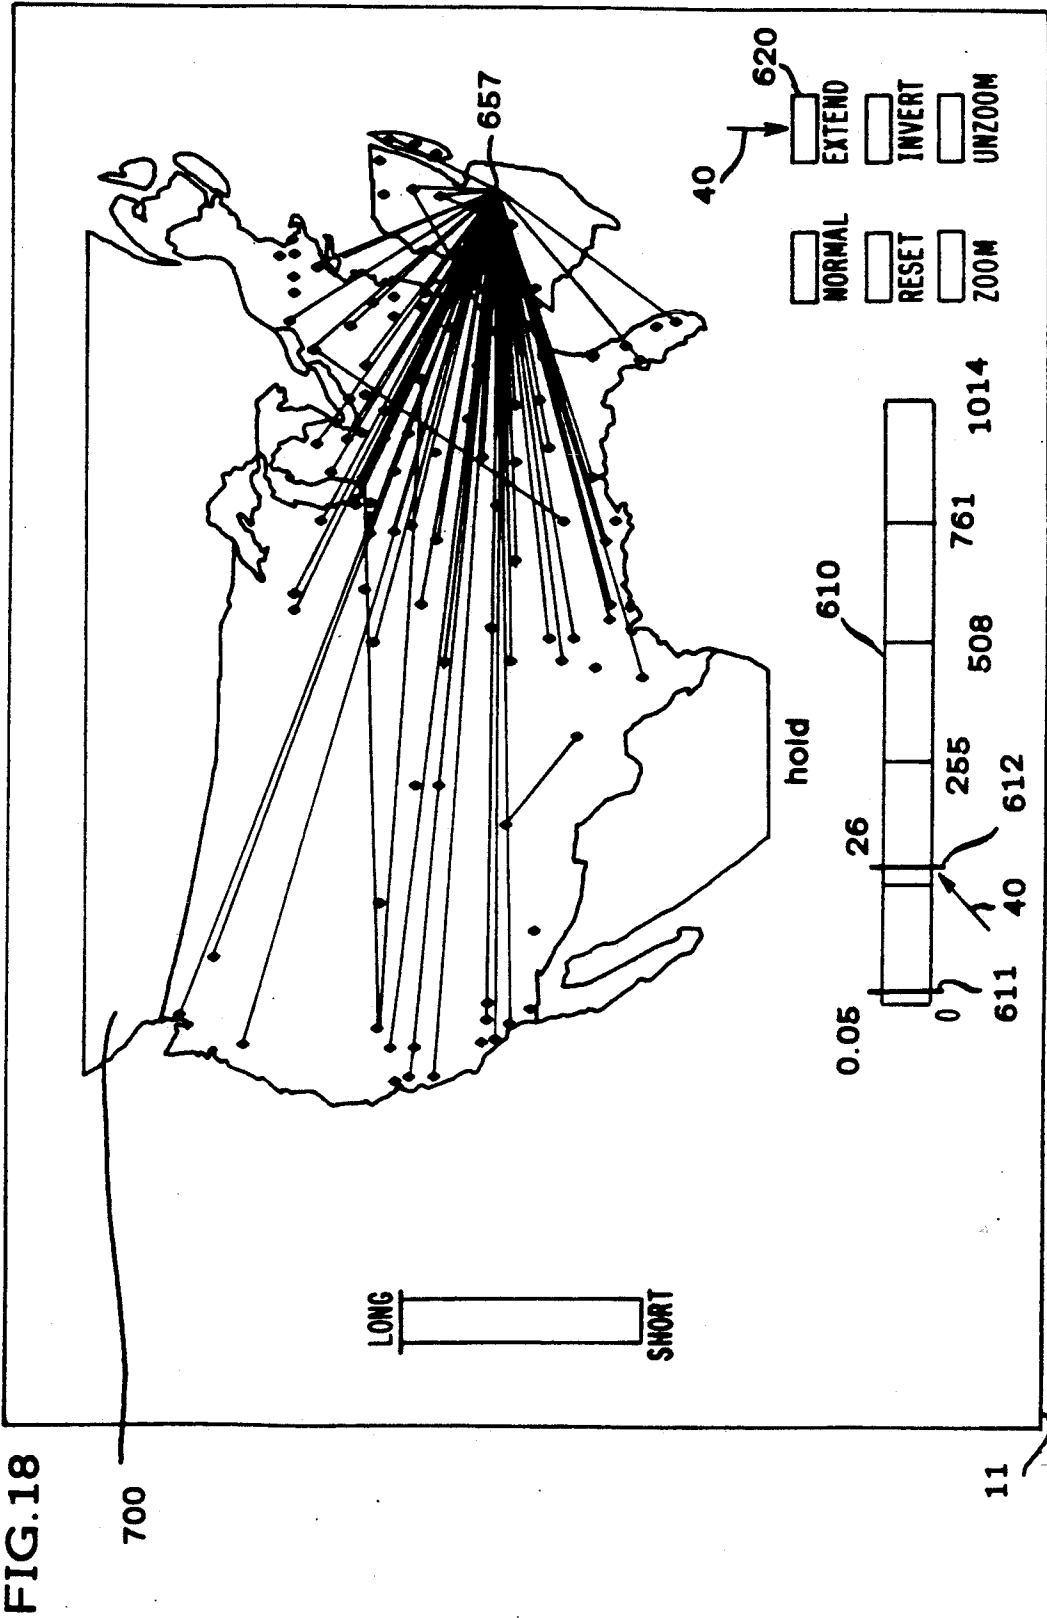 FIG.18
700
657
LONG
SHORT
hold
40
620
NORMAL
EXTEND
RESET
INVERT
ZOOM
UNZOOM
610
0.05
26
0
255
508
761
1014
611
40
612
11